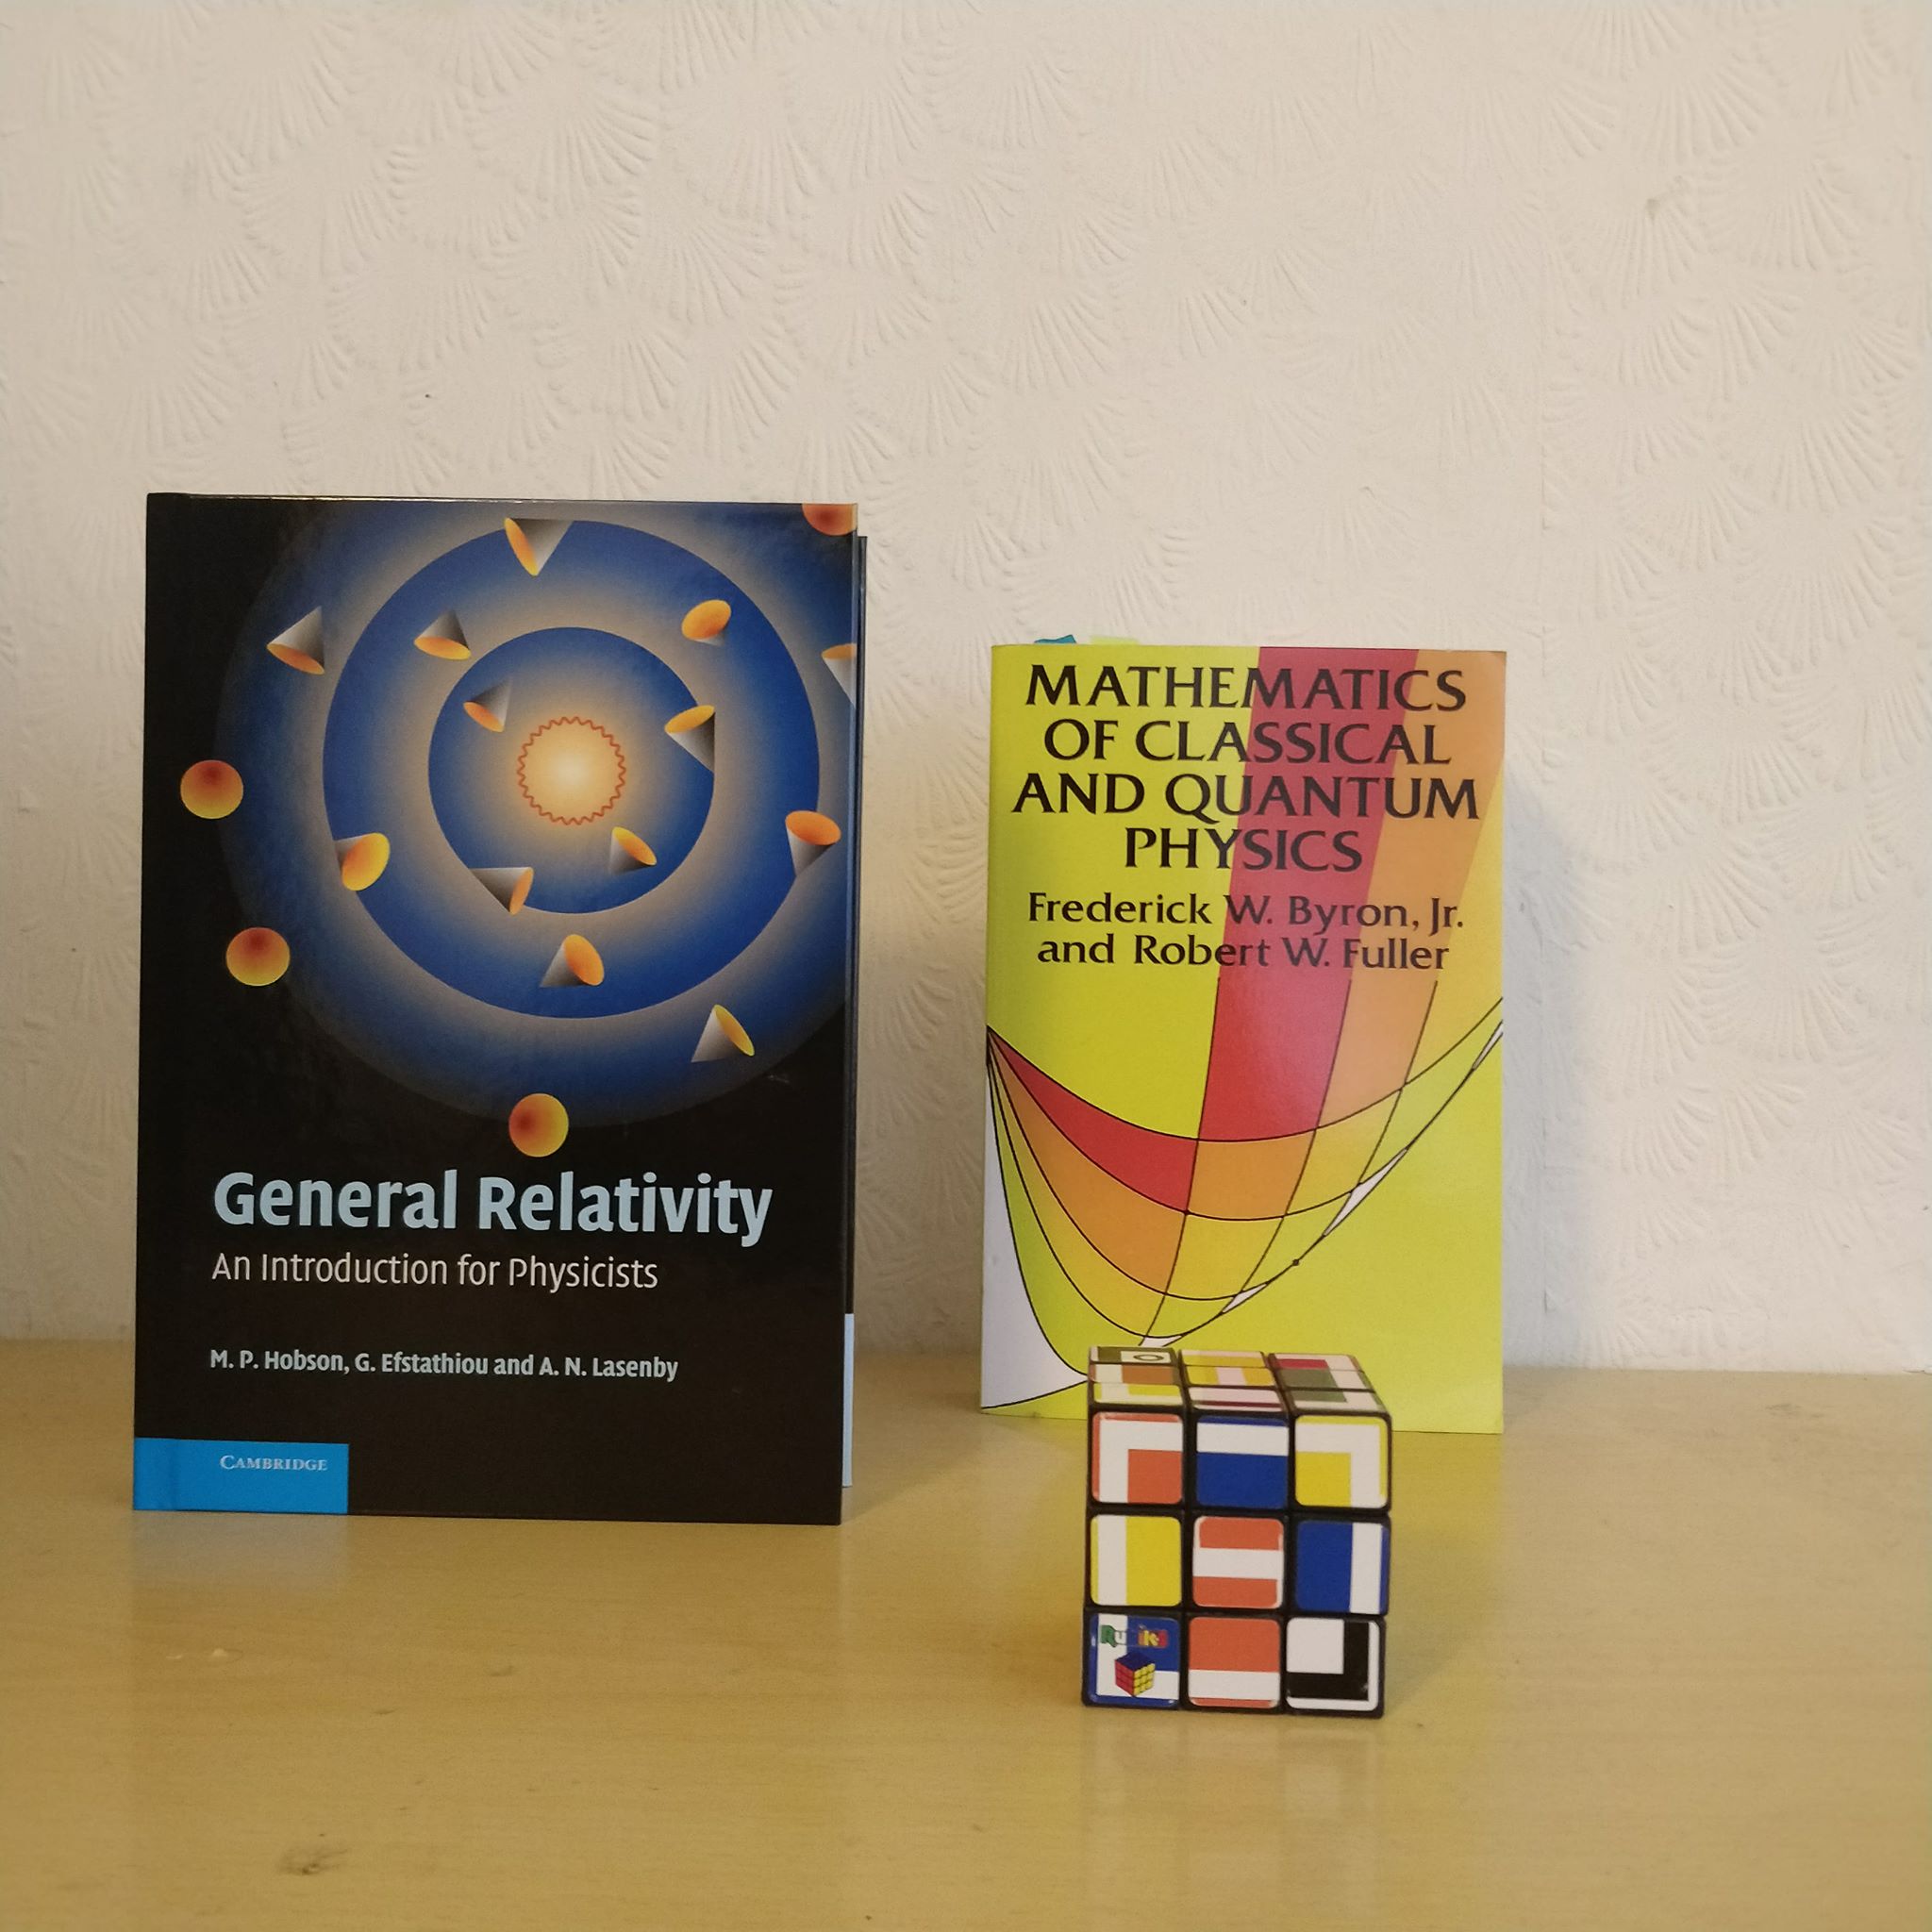 General Relativity
An Introduction for Physicists
M. P. Hobson, G. Efstathiou and A. N. Lasenby
CAMBRIDGE
MATHEMATICS
OF CLASSICAL
AND QUANTUM
PHYSICS
Frederick W. Byron, Jr.
and Robert W. Fuller
Rubik's